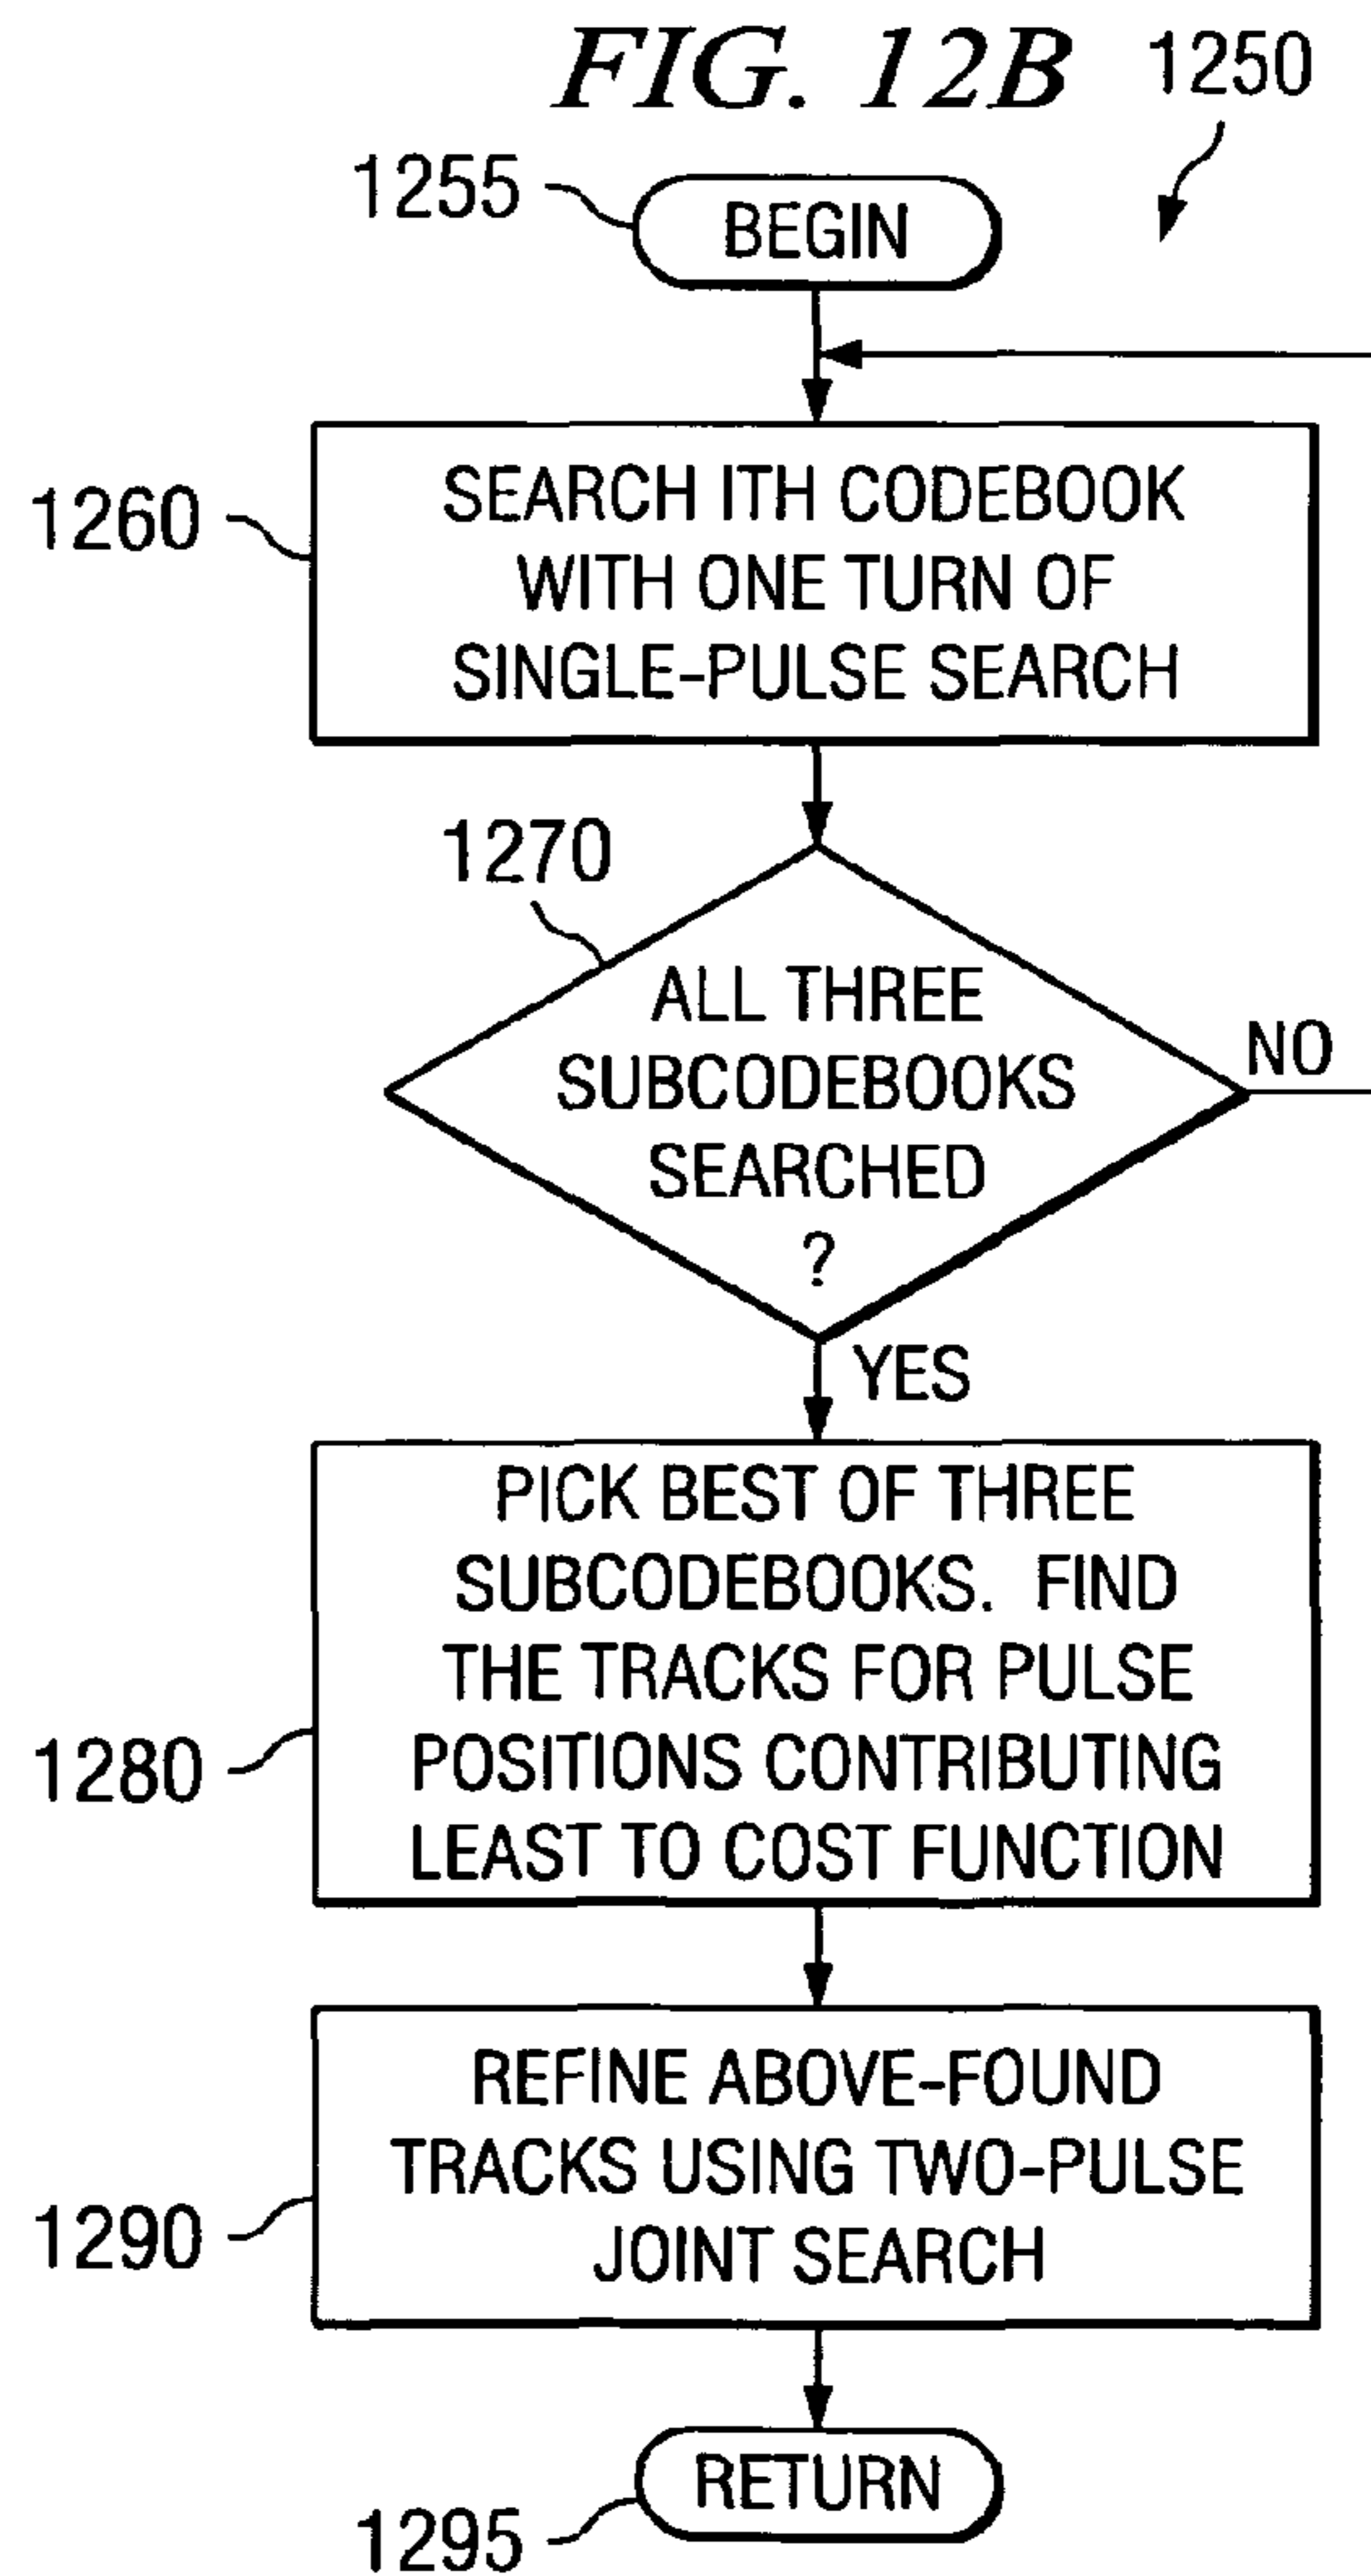 FIG. 12B
1250
1255
BEGIN
1260
SEARCH ITH CODEBOOK
WITH ONE TURN OF
SINGLE-PULSE SEARCH
1270
ALL THREE
SUBCODEBOOKS
SEARCHED
?
NO
YES
1280
PICK BEST OF THREE
SUBCODEBOOKS. FIND
THE TRACKS FOR PULSE
POSITIONS CONTRIBUTING
LEAST TO COST FUNCTION
1290
REFINE ABOVE-FOUND
TRACKS USING TWO-PULSE
JOINT SEARCH
RETURN
1295